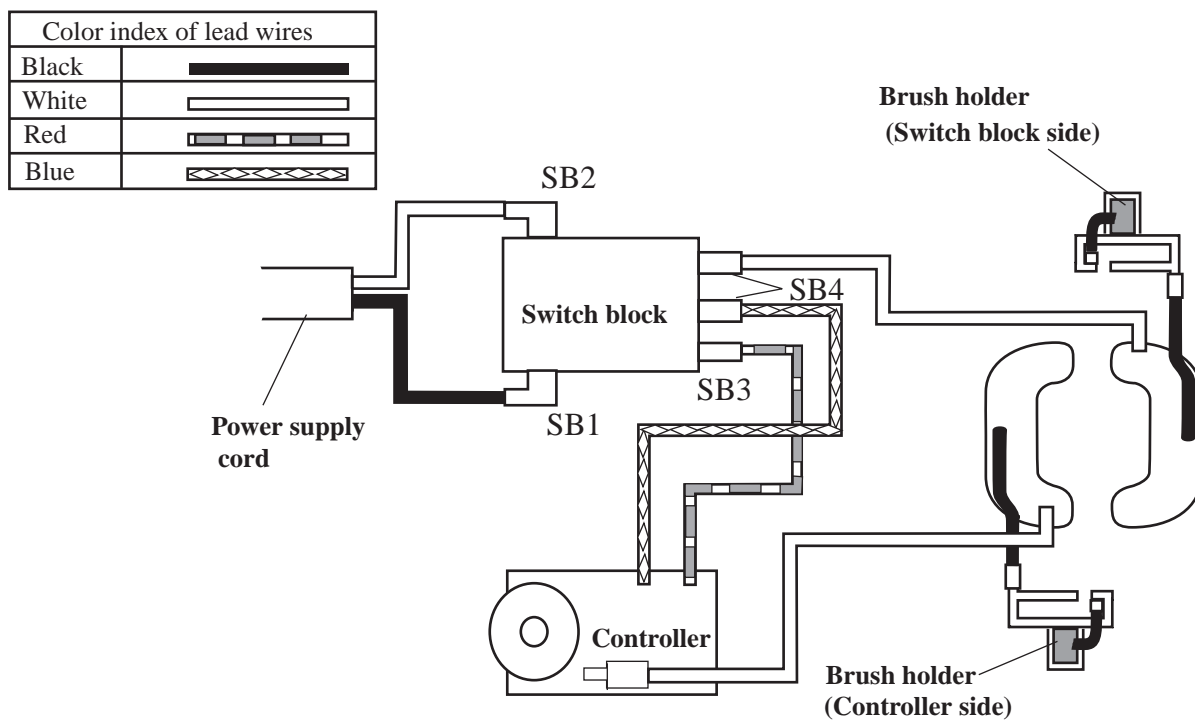 Color index of lead wires
Black
White
Red
Blue
SB2
Brush holder
(Switch block side)
Switch block
SB4
SB3
SB1
Power supply
cord
Controller
Brush holder
(Controller side)